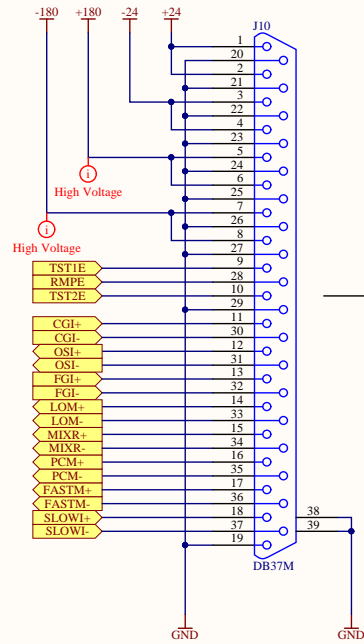 -180 +180 -24 +24
J10
1
20
2
21
3
22
4
23
5
24
6
25
7
26
8
27
9
28
10
29
11
30
12
31
13
32
14
33
15
34
16
35
17
36
18
37
19
i
High Voltage
i
High Voltage
TST1E
RMPE
TST2E
CGI+
CGI-
OSI+
OSI-
FGI+
FGI-
LOM+
LOM-
MIXR+
MIXR-
PCM+
PCM-
FASTM+
FASTM-
SLOWI+
SLOWI-
38
39
DB37M
GND
GND